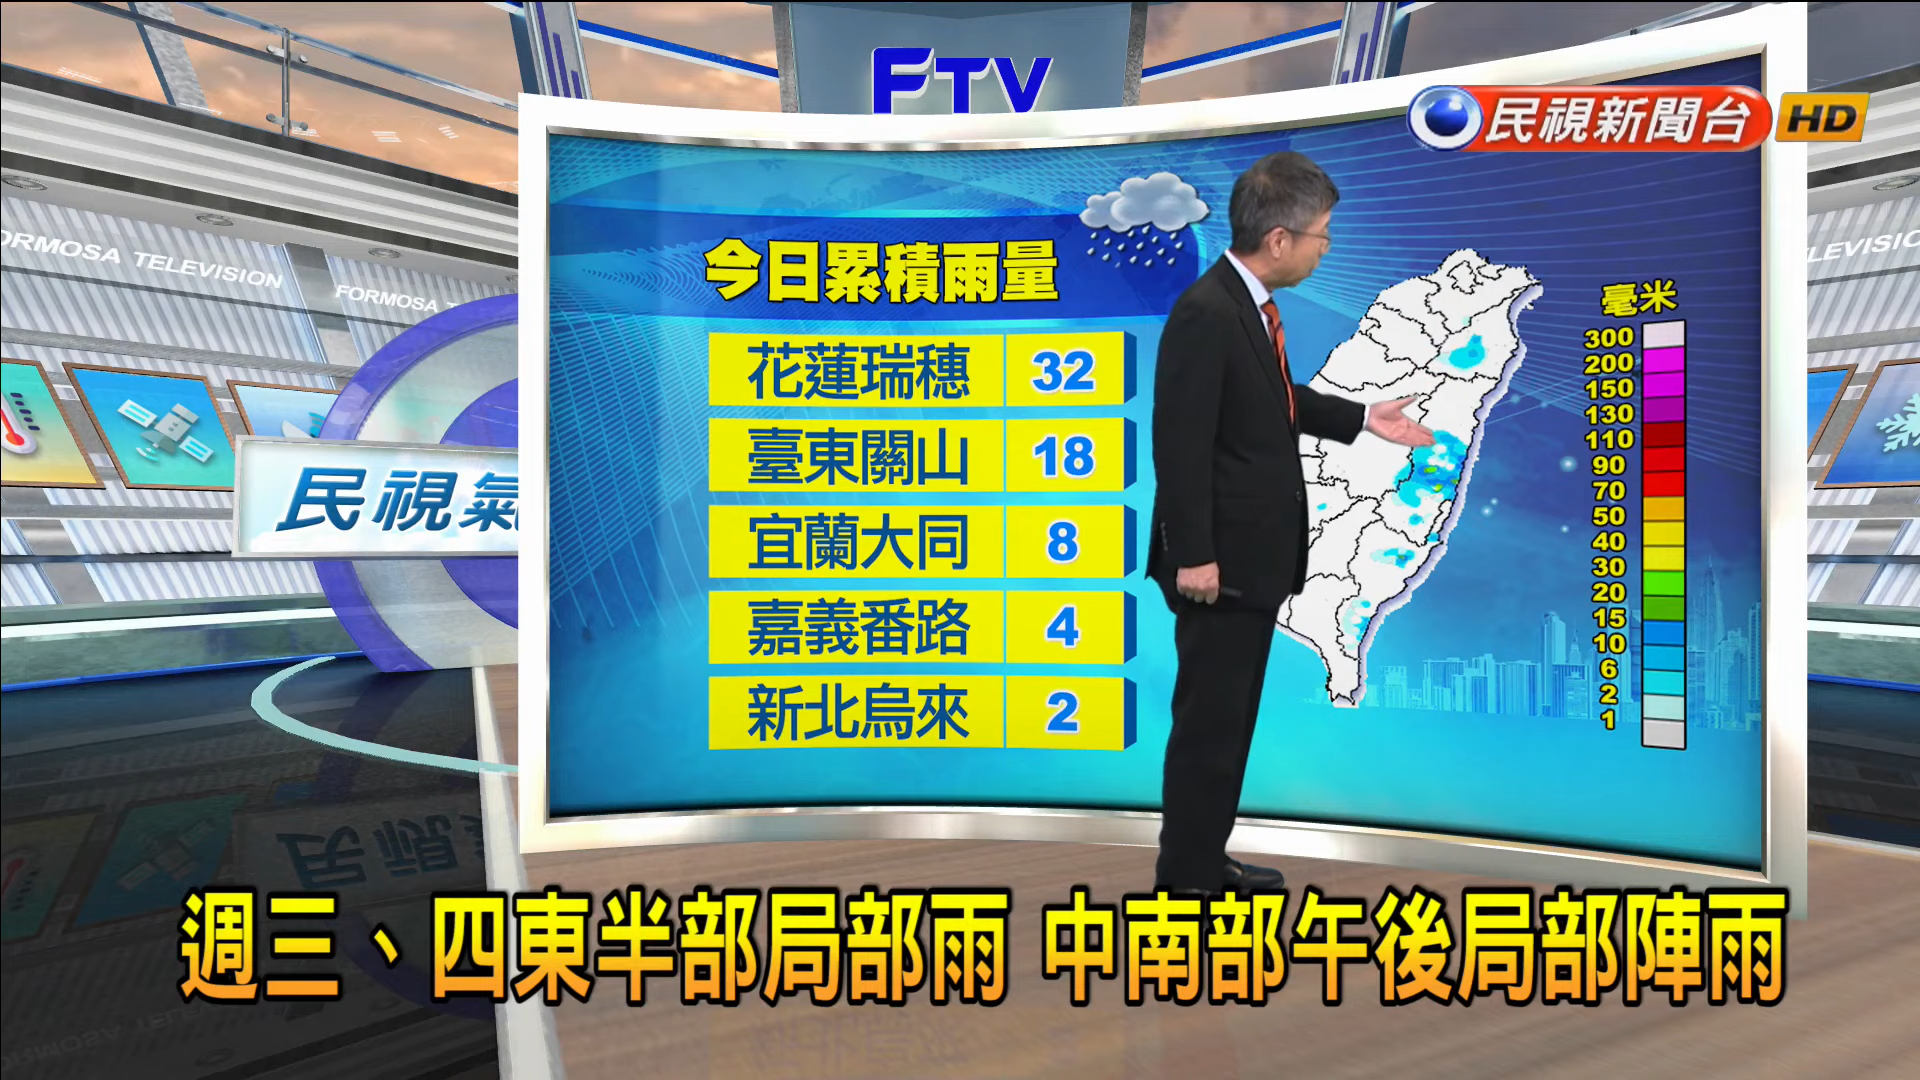 FTV
民視新聞台 HD
ORMOSA TELEVISION
FORMOSA T
LEVISIO
民視氣
今日累積雨量
花蓮瑞穗 32
臺東關山 18
宜蘭大同 8
嘉義番路 4
新北烏來 2
毫米
300
200
150
130
110
90
70
50
40
30
20
15
10
6
2
1
週三、四東半部局部雨 中南部午後局部陣雨